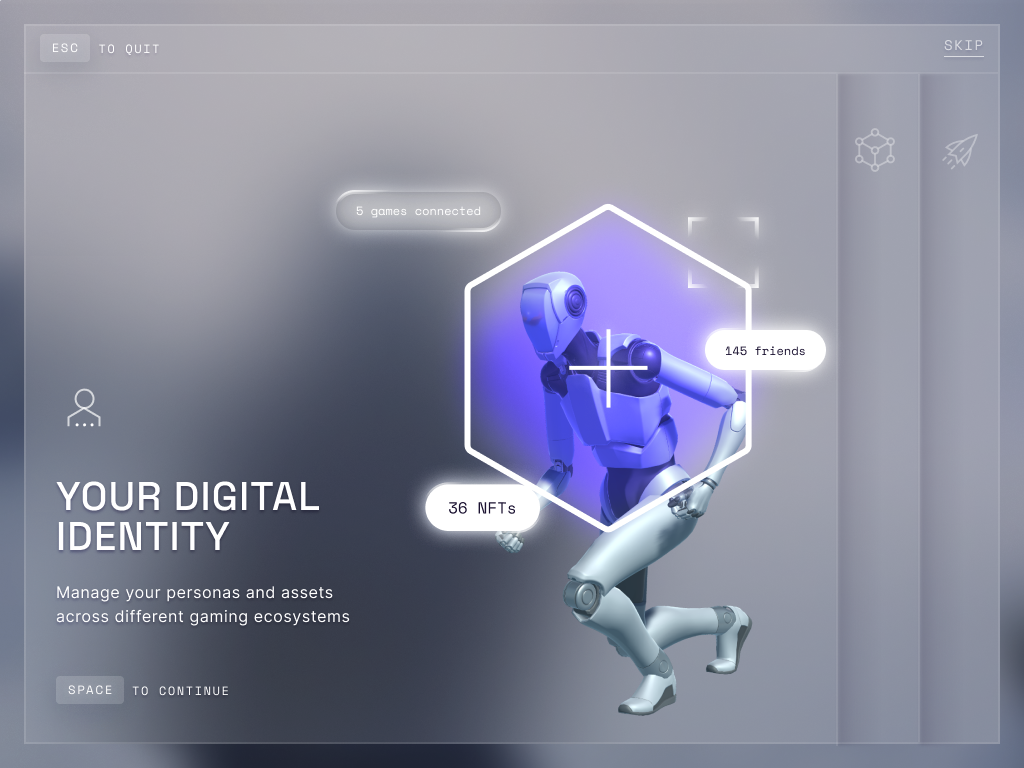 ESC TO QUIT
SKIP
5 games connected
145 friends
36 NFTs
YOUR DIGITAL
IDENTITY
Manage your personas and assets
across different gaming ecosystems
SPACE TO CONTINUE